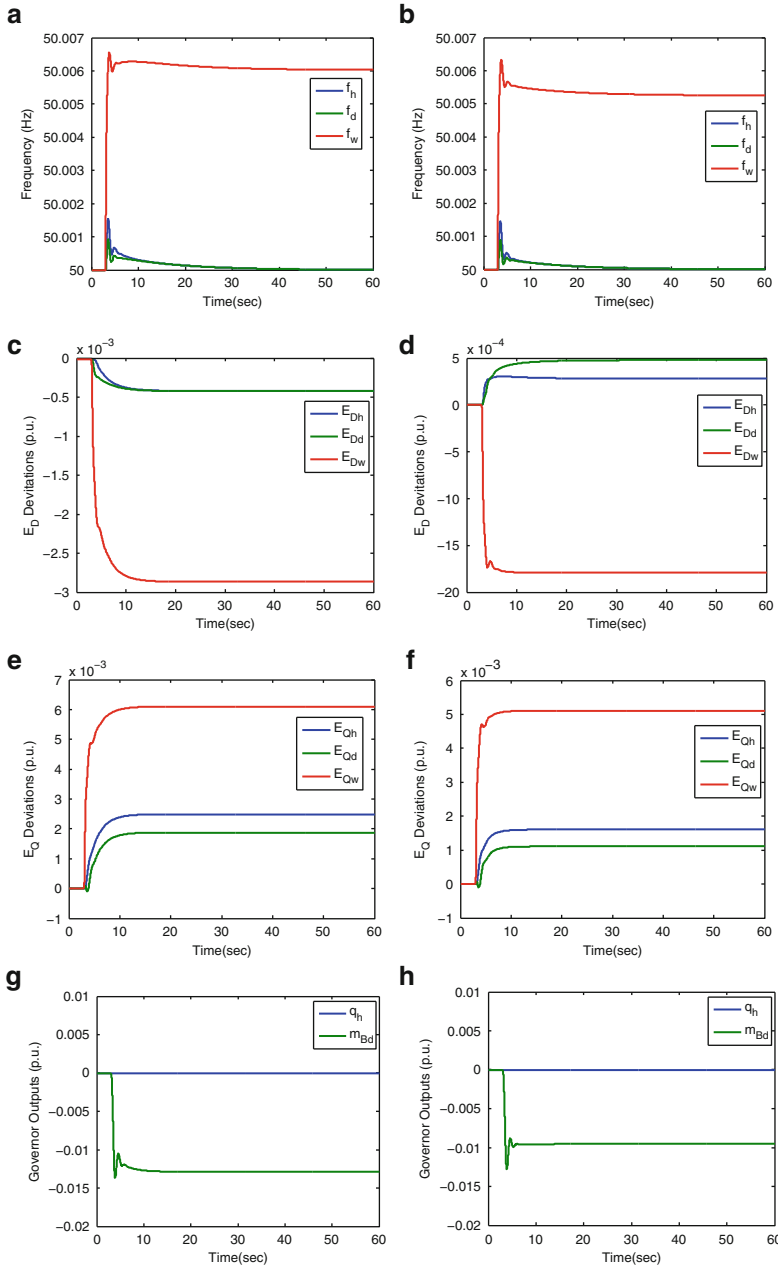 a
50.007
50.006
50.005
50.004
50.003
50.002
50.001
50
Frequency (Hz)
f_h
f_d
f_w
0 10 20 30 40 50 60
Time(sec)
b
50.007
50.006
50.005
50.004
50.003
50.002
50.001
50
Frequency (Hz)
f_h
f_d
f_w
0 10 20 30 40 50 60
Time(sec)
c
x 10^−3
0
−0.5
−1
−1.5
−2
−2.5
−3
E_D Devitations (p.u.)
E_Dh
E_Dd
E_Dw
0 10 20 30 40 50 60
Time(sec)
d
x 10^−4
5
0
−5
−10
−15
−20
E_D Devitations (p.u.)
E_Dh
E_Dd
E_Dw
0 10 20 30 40 50 60
Time(sec)
e
x 10^−3
7
6
5
4
3
2
1
0
−1
E_Q Deviations (p.u.)
E_Qh
E_Qd
E_Qw
0 10 20 30 40 50 60
Time(sec)
f
x 10^−3
6
5
4
3
2
1
0
−1
E_Q Deviations (p.u.)
E_Qh
E_Qd
E_Qw
0 10 20 30 40 50 60
Time(sec)
g
0.01
0.005
0
−0.005
−0.01
−0.015
−0.02
Governor Outputs (p.u.)
q_h
m_Bd
0 10 20 30 40 50 60
Time(sec)
h
0.01
0.005
0
−0.005
−0.01
−0.015
−0.02
Governor Outputs (p.u.)
q_h
m_Bd
0 10 20 30 40 50 60
Time(sec)